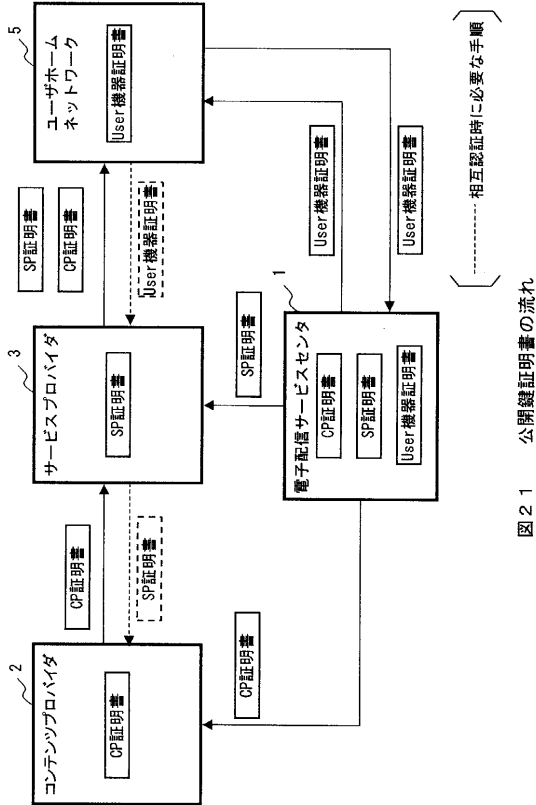 2
コンテンツプロバイダ
CP証明書
CP証明書
SP証明書
3
サービスプロバイダ
SP証明書
SP証明書
CP証明書
User機器証明書
5
ユーザホーム
ネットワーク
User機器証明書
CP証明書
SP証明書
1
電子配信サービスセンタ
CP証明書
SP証明書
User機器証明書
User機器証明書
User機器証明書
相互認証時に必要な手順
図21 公開鍵証明書の流れ